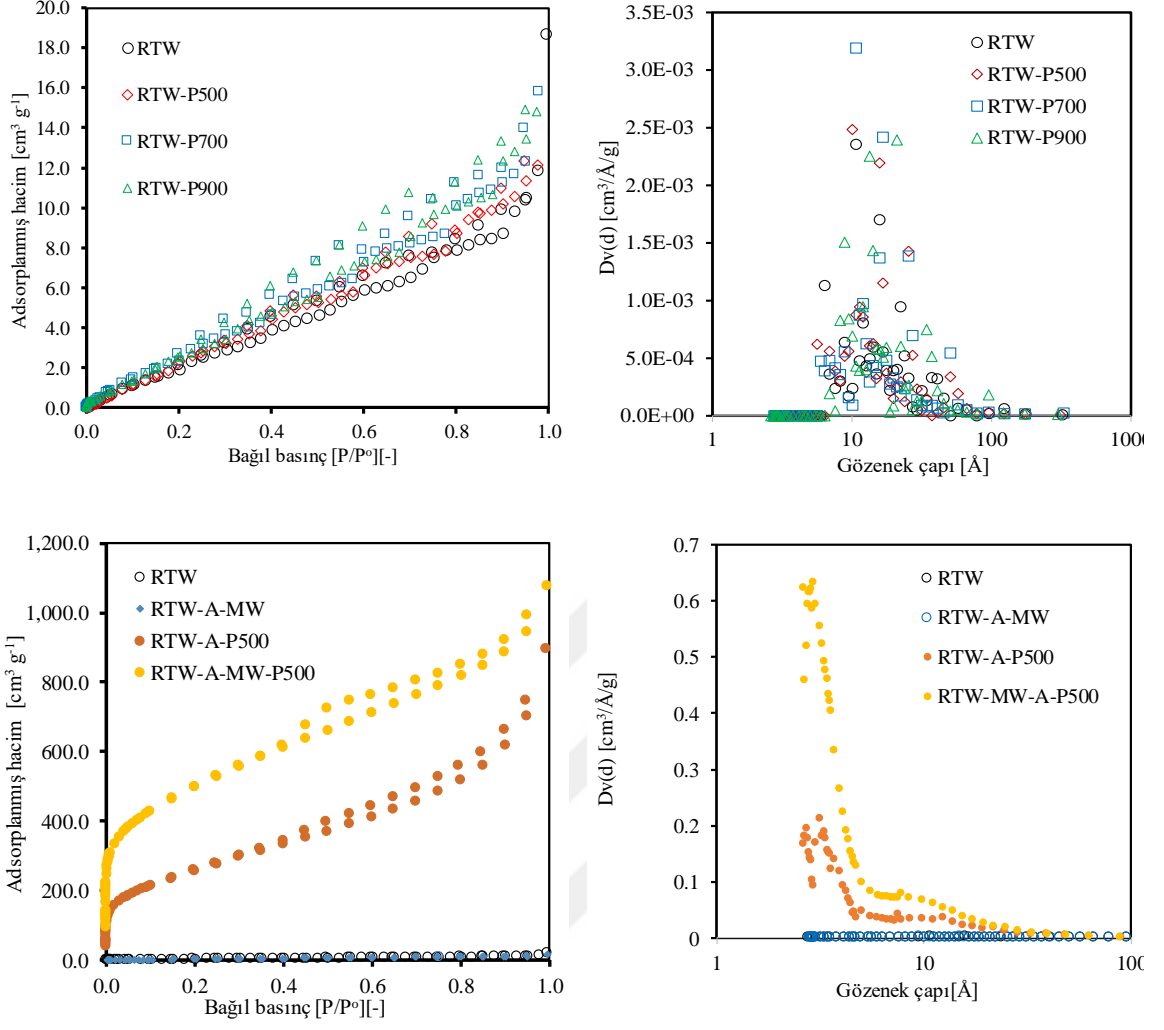 20.0
18.0
16.0
14.0
12.0
10.0
8.0
6.0
4.0
2.0
0.0
Adsorplanmış hacim [cm³ g⁻¹]
RTW
RTW-P500
RTW-P700
RTW-P900
0.0 0.2 0.4 0.6 0.8 1.0
Bağıl basınç [P/Pº][-]
3.5E-03
3.0E-03
2.5E-03
2.0E-03
1.5E-03
1.0E-03
5.0E-04
0.0E+00
Dv(d) [cm³/Å/g]
RTW
RTW-P500
RTW-P700
RTW-P900
1 10 100 1000
Gözenek çapı [Å]
1,200.0
1,000.0
800.0
600.0
400.0
200.0
0.0
Adsorplanmış hacim [cm³ g⁻¹]
RTW
RTW-A-MW
RTW-A-P500
RTW-A-MW-P500
0.0 0.2 0.4 0.6 0.8 1.0
Bağıl basınç [P/Pº][-]
0.7
0.6
0.5
0.4
0.3
0.2
0.1
0
Dv(d) [cm³/Å/g]
RTW
RTW-A-MW
RTW-A-P500
RTW-MW-A-P500
1 10 100
Gözenek çapı[Å]